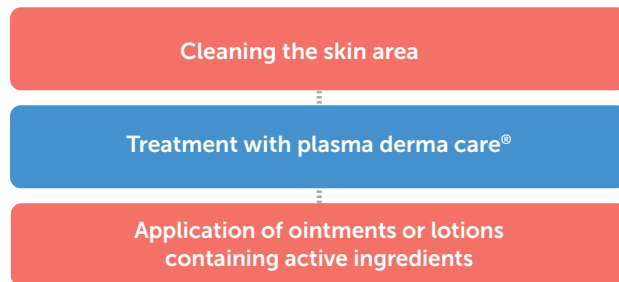 Cleaning the skin area
Treatment with plasma derma care®
Application of ointments or lotions
containing active ingredients